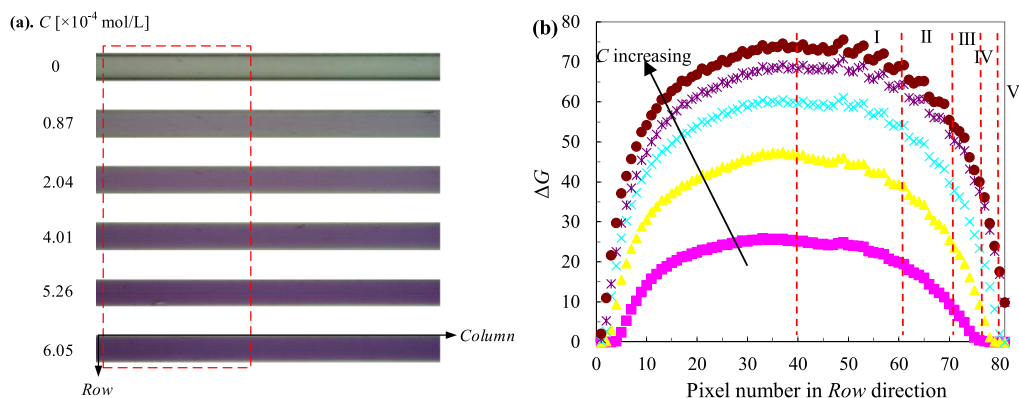 (a). C [×10⁻⁴ mol/L]
0
0.87
2.04
4.01
5.26
6.05
Column
Row
(b)
80
70
60
50
40
30
20
10
0
ΔG
C increasing
I
II
III
IV
V
0 10 20 30 40 50 60 70 81
Pixel number in Row direction